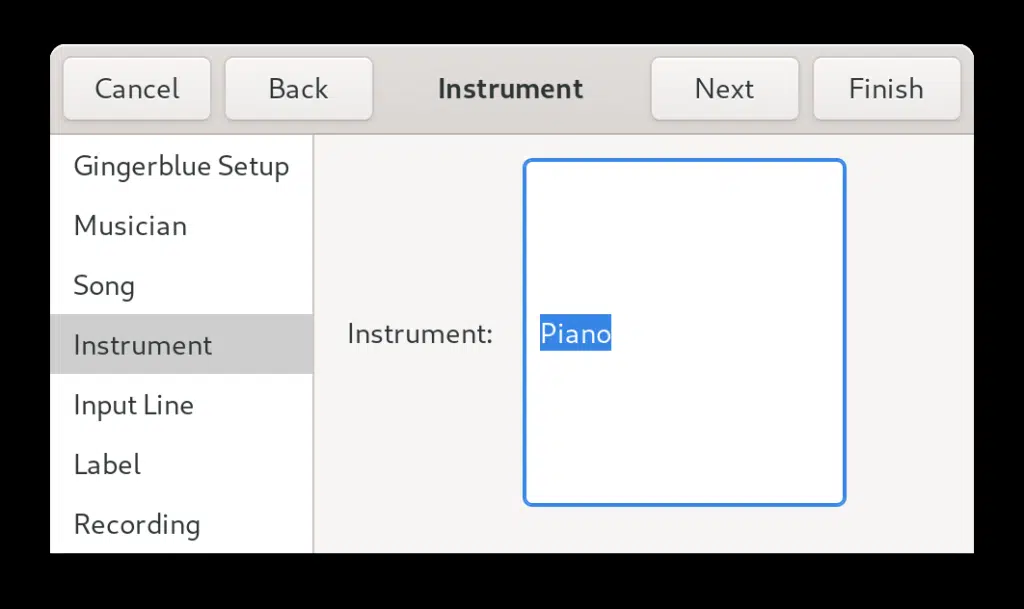 Cancel Back Instrument Next Finish
Gingerblue Setup
Musician
Song
Instrument
Input Line
Label
Recording
Instrument: Piano